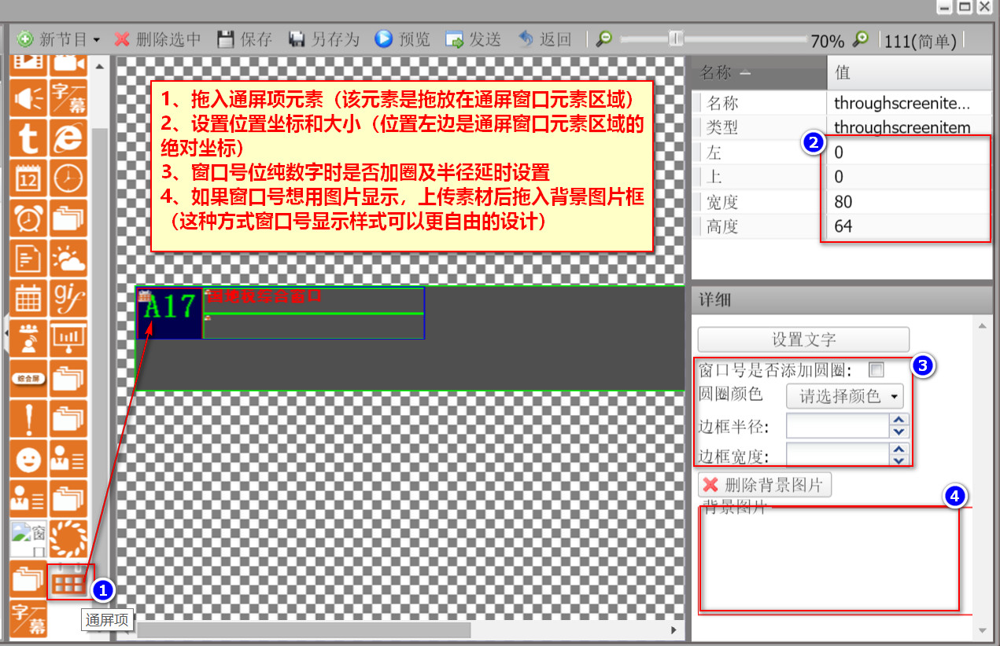 新节目 删除选中 保存 另存为 预览 发送 返回 70% 111(简单)
字幕
t e
12
gif
综合屏
窗口
字幕
通屏项
1、拖入通屏项元素（该元素是拖放在通屏窗口元素区域）
2、设置位置坐标和大小（位置左边是通屏窗口元素区域的
绝对坐标）
3、窗口号位纯数字时是否加圈及半径延时设置
4、如果窗口号想用图片显示，上传素材后拖入背景图片框
（这种方式窗口号显示样式可以更自由的设计）
A17
国地税综合窗口
1
名称 值
名称 throughscreenite...
类型 throughscreenitem
2
左 0
上 0
宽度 80
高度 64
详细
设置文字
3
窗口号是否添加圆圈:
圆圈颜色 请选择颜色
边框半径:
边框宽度:
删除背景图片
4
背景图片